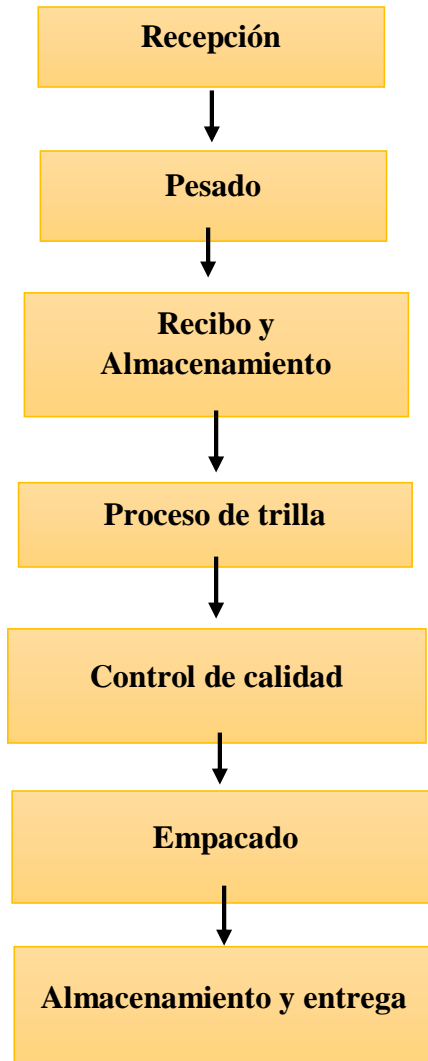 Recepción
Pesado
Recibo y
Almacenamiento
Proceso de trilla
Control de calidad
Empacado
Almacenamiento y entrega